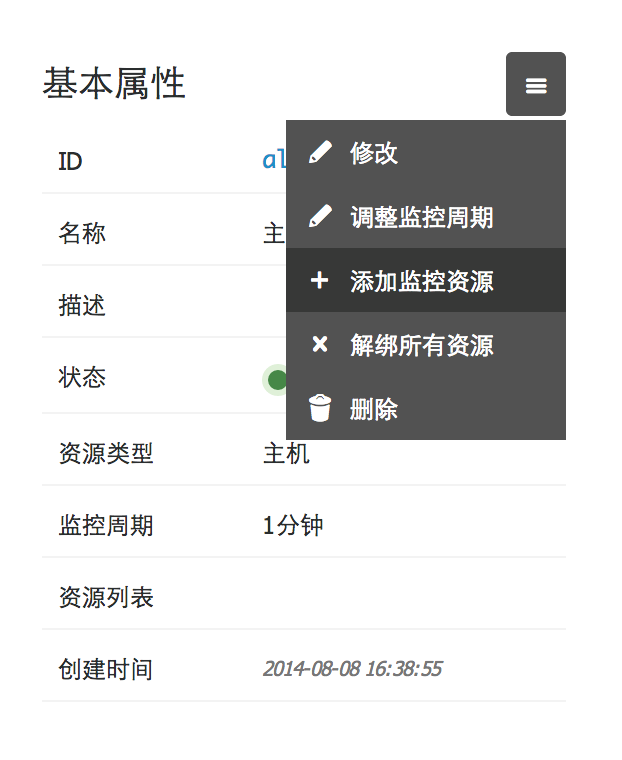 基本属性
ID
al
修改
名称
主
调整监控周期
描述
添加监控资源
状态
解绑所有资源
删除
资源类型
主机
监控周期
1分钟
资源列表
创建时间
2014-08-08 16:38:55